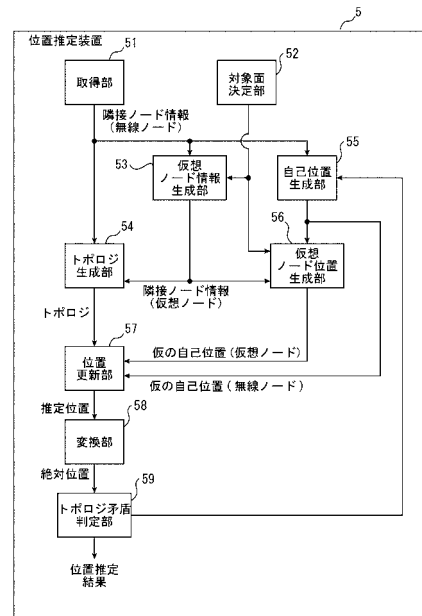 5
位置推定装置
51
取得部
52
対象面
決定部
隣接ノード情報
(無線ノード)
53
仮想
ノード情報
生成部
55
自己位置
生成部
54
トポロジ
生成部
56
仮想
ノード位置
生成部
隣接ノード情報
(仮想ノード)
トポロジ
57
位置
更新部
仮の自己位置(仮想ノード)
仮の自己位置(無線ノード)
推定位置
58
変換部
絶対位置
59
トポロジ矛盾
判定部
位置推定
結果